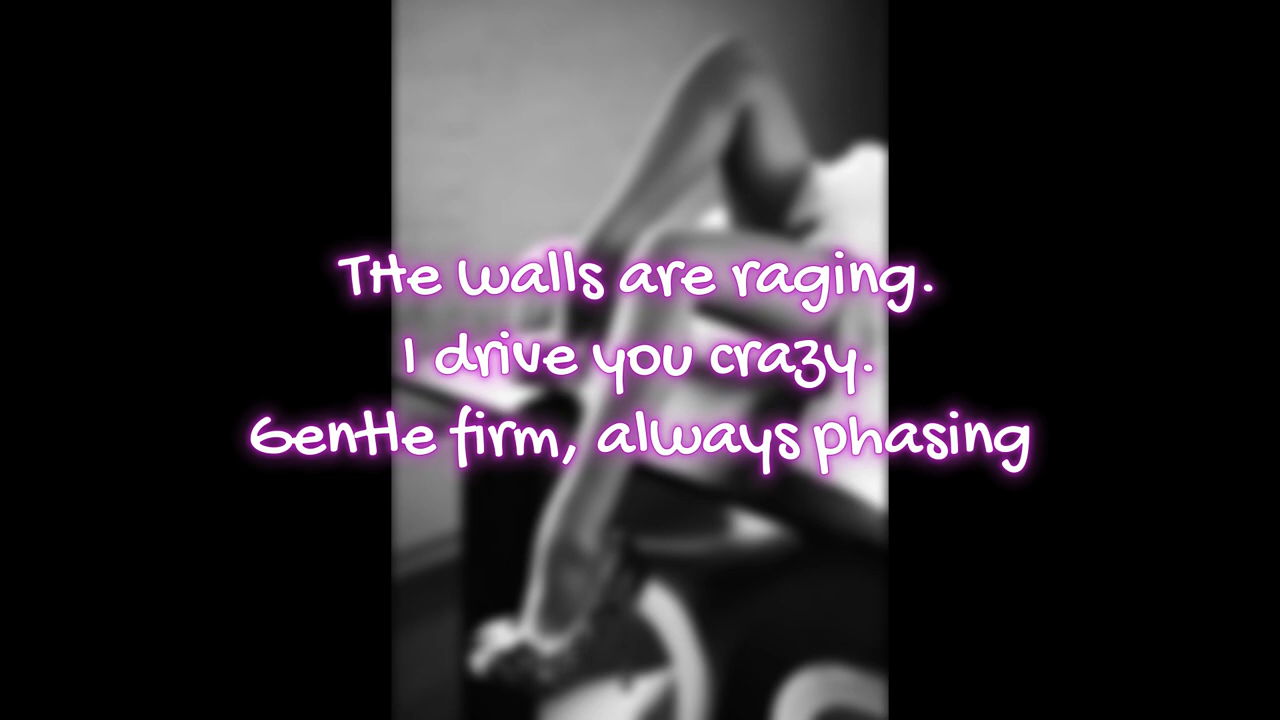 THe walls are raging.
I drive you crazy.
Gentle firm, always phasing